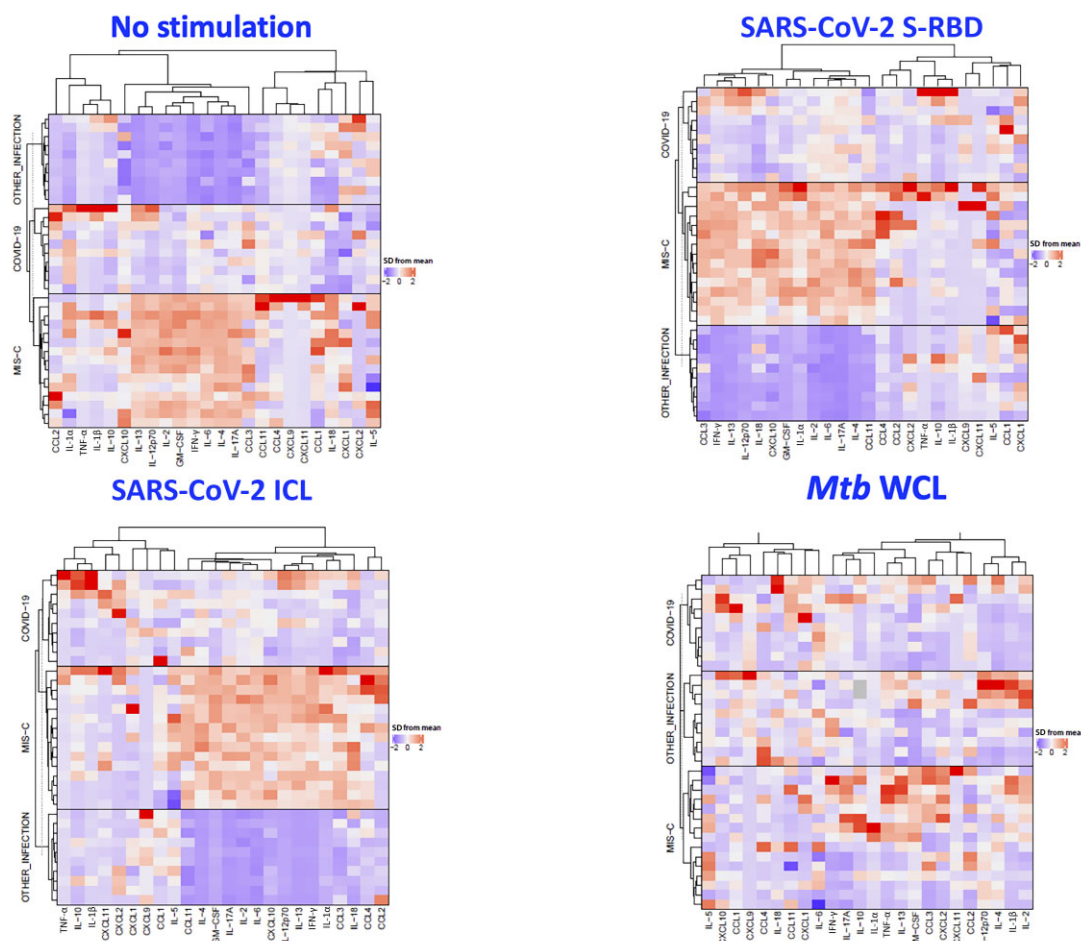 No stimulation
OTHER_INFECTION
COVID-19
MIS-C
SD from mean
-2 0 2
CCL2
IL-1α
TNF-α
IL-1β
IL-10
CXCL10
IL-13
IL-12p70
IL-2
GM-CSF
IFN-γ
IL-6
IL-4
IL-17A
CCL3
CCL11
CCL4
CXCL9
CXCL11
CCL1
IL-18
CXCL1
CXCL2
IL-5
SARS-CoV-2 S-RBD
COVID-19
MIS-C
OTHER_INFECTION
SD from mean
-2 0 2
CCL3
IFN-γ
IL-13
IL-12p70
IL-18
CXCL10
GM-CSF
IL-1α
IL-2
IL-6
IL-17A
IL-4
CCL11
CCL4
CCL2
CXCL2
TNF-α
IL-10
IL-1β
CXCL9
CXCL11
IL-5
CCL1
CXCL1
SARS-CoV-2 ICL
COVID-19
MIS-C
OTHER_INFECTION
SD from mean
-2 0 2
TNF-α
IL-10
IL-1β
CXCL11
CXCL2
CXCL1
CXCL9
CCL1
IL-5
CCL11
IL-4
GM-CSF
IL-17A
IL-2
IL-6
CXCL10
IL-12p70
IL-13
IFN-γ
IL-1α
CCL3
IL-18
CCL4
CCL2
Mtb WCL
COVID-19
OTHER_INFECTION
MIS-C
SD from mean
-2 0 2
IL-5
CXCL10
CCL1
CXCL9
CCL4
IL-18
CCL11
CXCL1
IL-6
IFN-γ
IL-17A
IL-10
IL-1α
TNF-α
IL-13
GM-CSF
CCL3
CXCL2
CXCL11
CCL2
-12p70
IL-4
IL-1β
IL-2